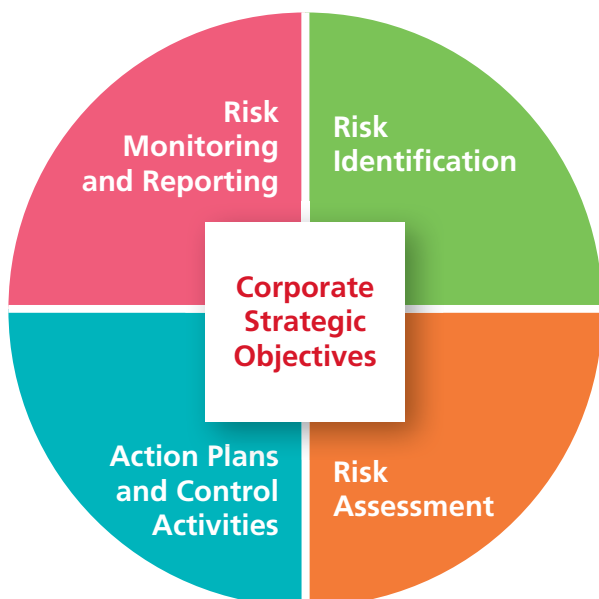 Risk
Monitoring
and Reporting
Risk
Identification
Corporate
Strategic
Objectives
Action Plans
and Control
Activities
Risk
Assessment